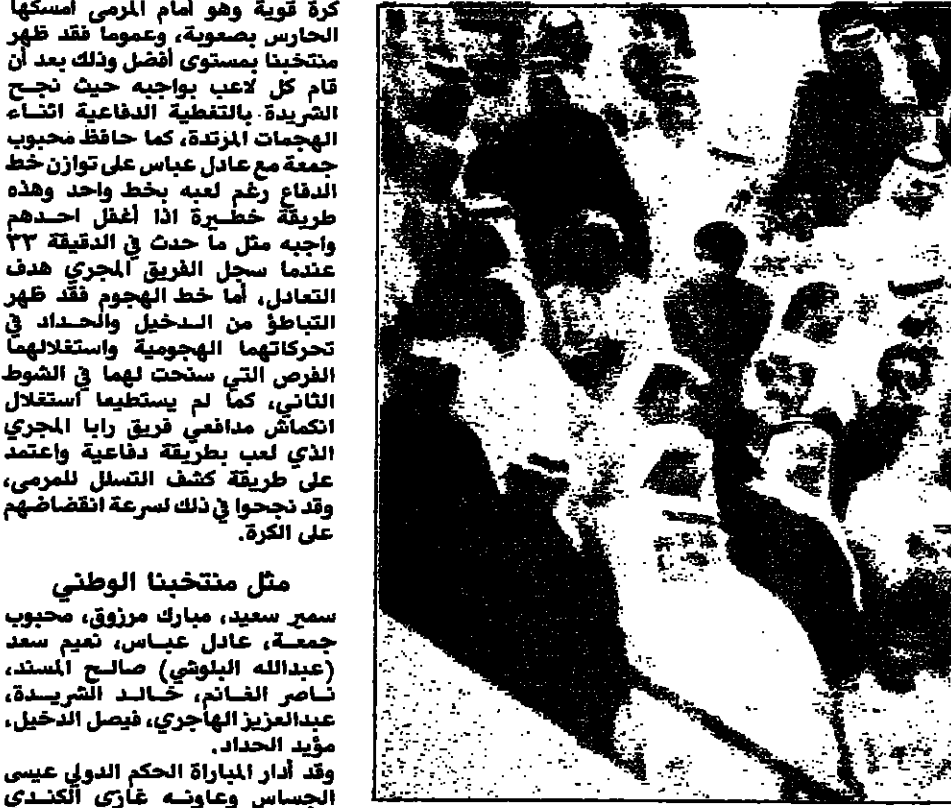 كرة قوية وهو أمام المرمى امسكها
الحارس بصعوبة، وعموما فقد ظهر
منتخبنا بمستوى أفضل وذلك بعد أن
قام كل لاعب بواجبه حيث نجح
الشريدة بالتغطية الدفاعية اثناء
الهجمات المرتدة، كما حافظ محبوب
جمعة مع عادل عباس على توازن خط
الدفاع رغم لعبه بخط واحد وهذه
طريقة خطيرة اذا أغفل احدهم
واجبه مثل ما حدث في الدقيقة ٣٣
عندما سجل الفريق المجري هدف
التعادل، أما خط الهجوم فقد ظهر
التباطؤ من الدخيل والحداد في
تحركاتهما الهجومية واستغلالهما
الفرص التي سنحت لهما في الشوط
الثاني، كما لم يستطيعا استغلال
انكماش مدافعي فريق رابا المجري
الذي لعب بطريقة دفاعية واعتمد
على طريقة كشف التسلل للمرمى،
وقد نجحوا في ذلك لسرعة انقضاضهم
على الكرة.
مثل منتخبنا الوطني
سمير سعيد، مبارك مرزوق، محبوب
جمعة، عادل عباس، نعيم سعد
(عبدالله البلوشي) صالح المسند،
ناصر الغانم، خالد الشريدة،
عبدالعزيز الهاجري، فيصل الدخيل،
مؤيد الحداد.
وقد أدار المباراة الحكم الدولي عيسى
الجساس وعاونه غازي الكندي